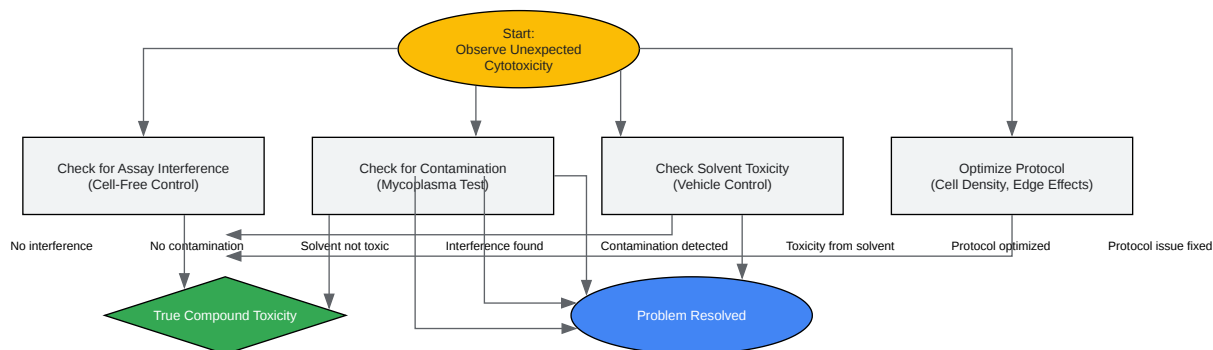 Start:
Observe Unexpected
Cytotoxicity
Check for Assay Interference
(Cell-Free Control)
Check for Contamination
(Mycoplasma Test)
Check Solvent Toxicity
(Vehicle Control)
Optimize Protocol
(Cell Density, Edge Effects)
No interference
No contamination
Solvent not toxic
Interference found
Contamination detected
Toxicity from solvent
Protocol optimized
Protocol issue fixed
True Compound Toxicity
Problem Resolved